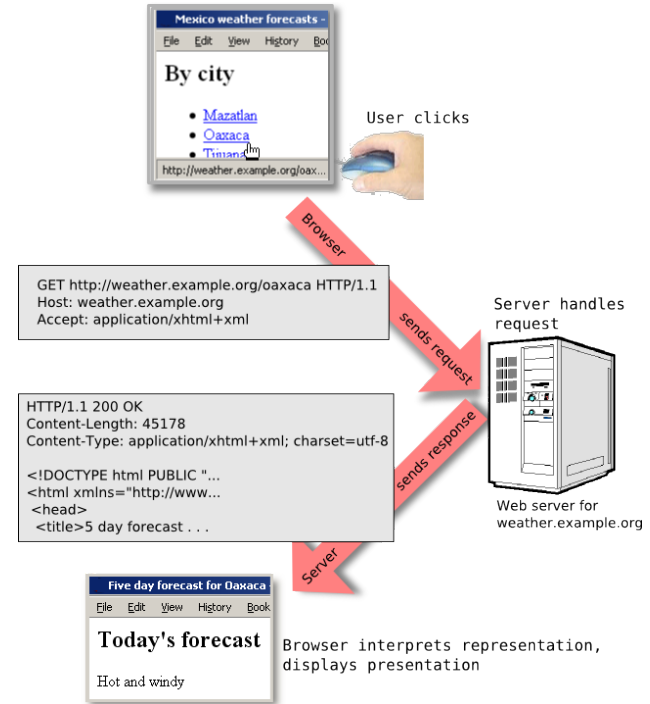 Mexico weather forecasts -
File Edit View History Boo
By city
• Mazatlan
• Oaxaca
• Tijuana
http://weather.example.org/oax...
User clicks
Browser sends request
GET http://weather.example.org/oaxaca HTTP/1.1
Host: weather.example.org
Accept: application/xhtml+xml
Server handles
request
Web server for
weather.example.org
Server sends response
HTTP/1.1 200 OK
Content-Length: 45178
Content-Type: application/xhtml+xml; charset=utf-8
<!DOCTYPE html PUBLIC "...
<html xmlns="http://www...
<head>
<title>5 day forecast . . .
Five day forecast for Oaxaca -
File Edit View History Book
Today's forecast
Hot and windy
Browser interprets representation,
displays presentation